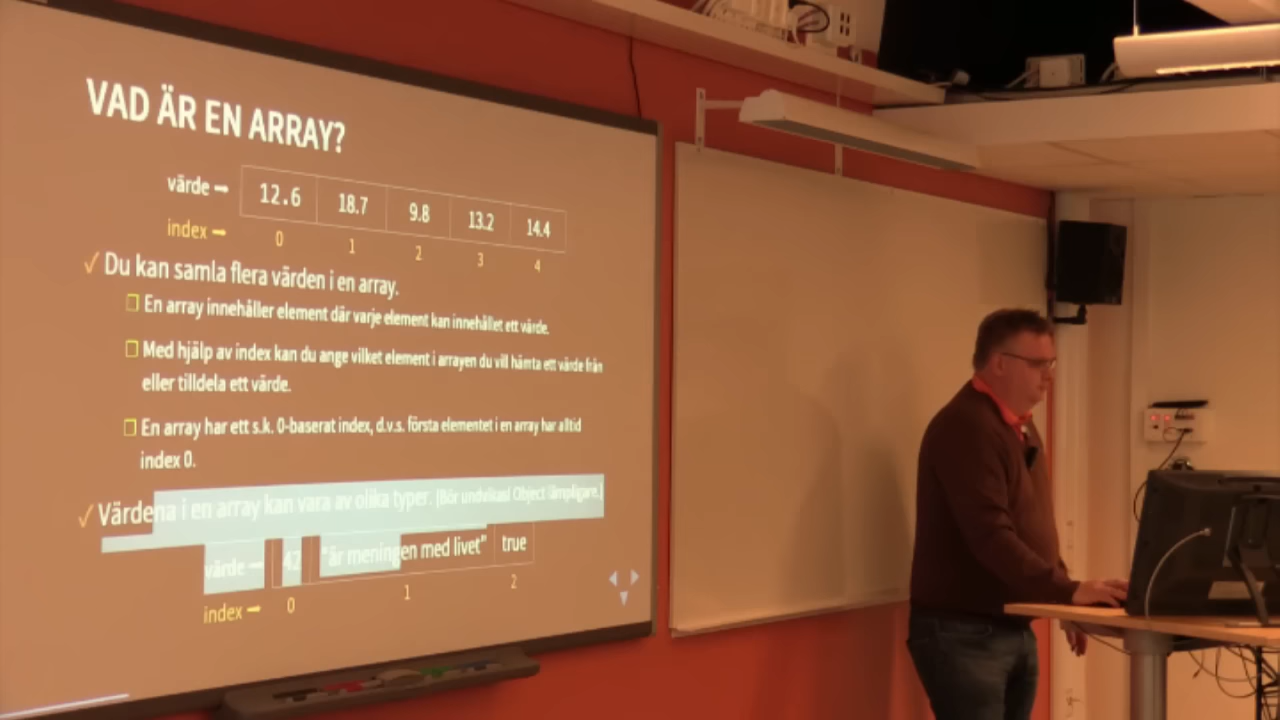 VAD ÄR EN ARRAY?
värde → 12.6 18.7 9.8 13.2 14.4
index → 0 1 2 3 4
✓ Du kan samla flera värden i en array.
En array innehåller element där varje element kan innehållet ett värde.
Med hjälp av index kan du ange vilket element i arrayen du vill hämta ett värde från
eller tilldela ett värde.
En array har ett s.k. 0-baserat index, d.v.s. första elementet i en array har alltid
index 0.
✓ Värdena i en array kan vara av olika typer. (Bör undvikas! Object lämpligare.)
värde → 42 "är meningen med livet" true
index → 0 1 2